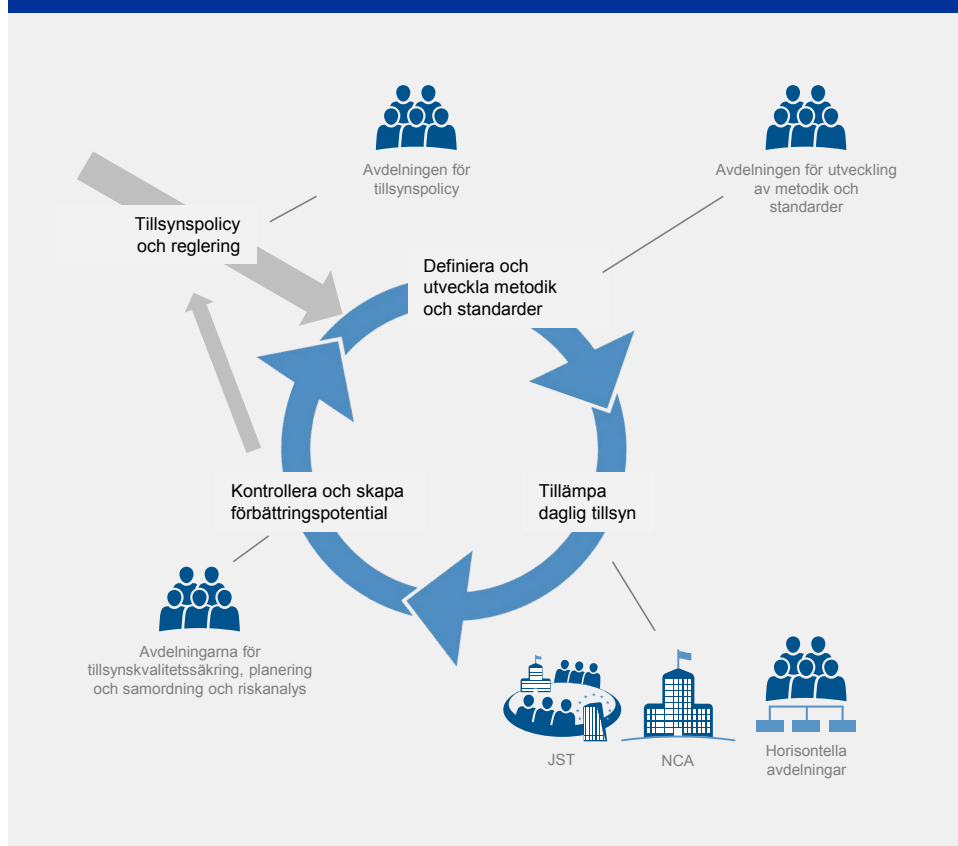 Avdelningen för
tillsynspolicy
Avdelningen för utveckling
av metodik och
standarder
Tillsynspolicy
och reglering
Definiera och
utveckla metodik
och standarder
Kontrollera och skapa
förbättringspotential
Tillämpa
daglig tillsyn
Avdelningarna för
tillsynskvalitetssäkring, planering
och samordning och riskanalys
JST
NCA
Horisontella
avdelningar